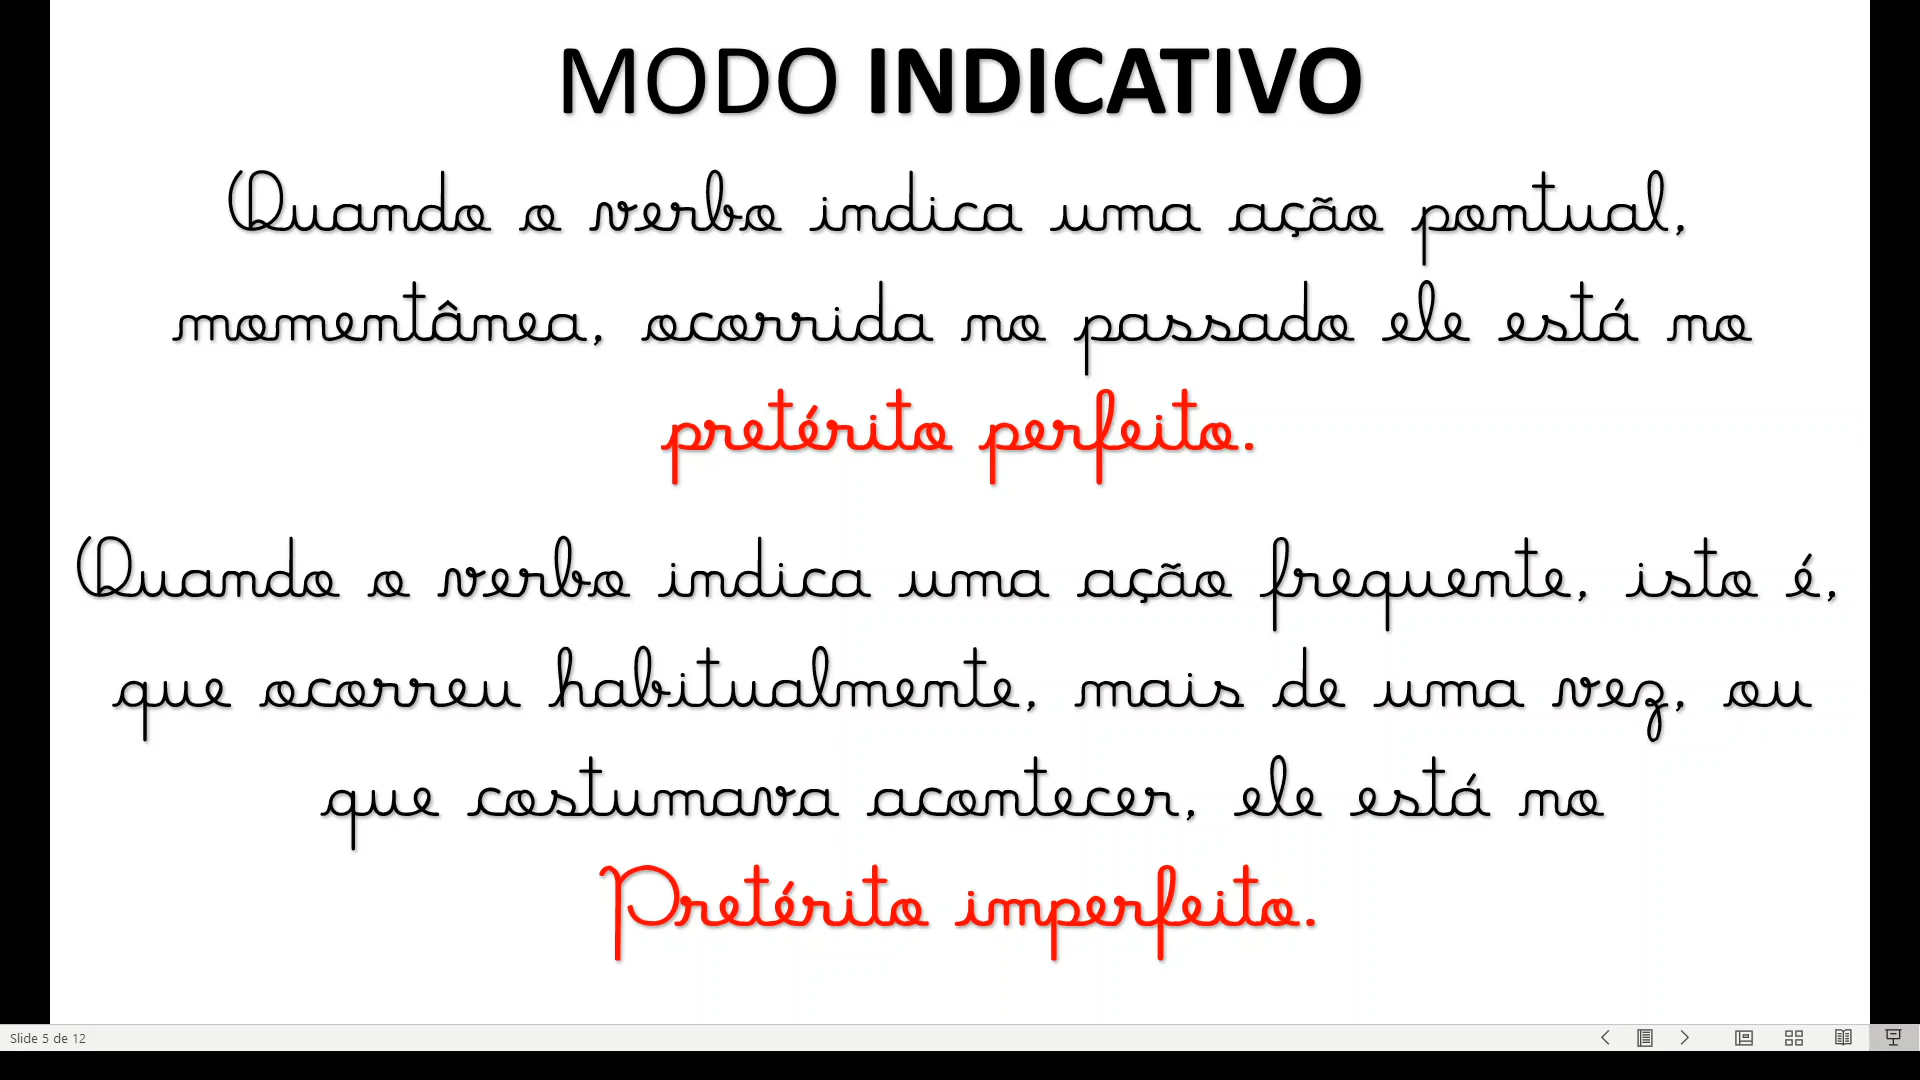 MODO INDICATIVO
Quando o verbo indica uma ação pontual,
momentânea, ocorrida no passado ele está no
pretérito perfeito.
Quando o verbo indica uma ação frequente, isto é,
que ocorreu habitualmente, mais de uma vez, ou
que costumava acontecer, ele está no
Pretérito imperfeito.
Slide 5 de 12